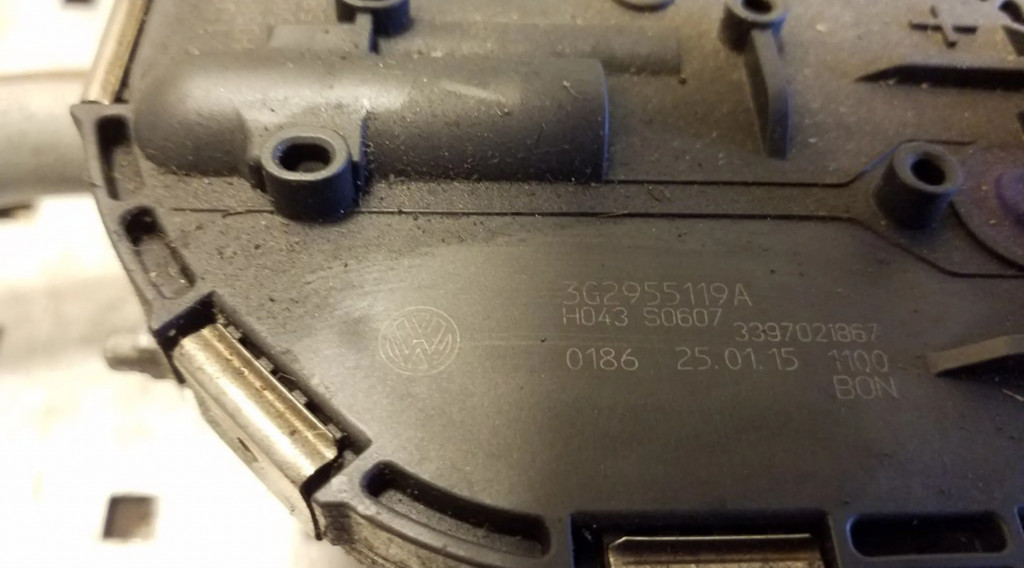 3G2955119A
H043 S0607
3397021867
0186 25.01.15 1100
BON